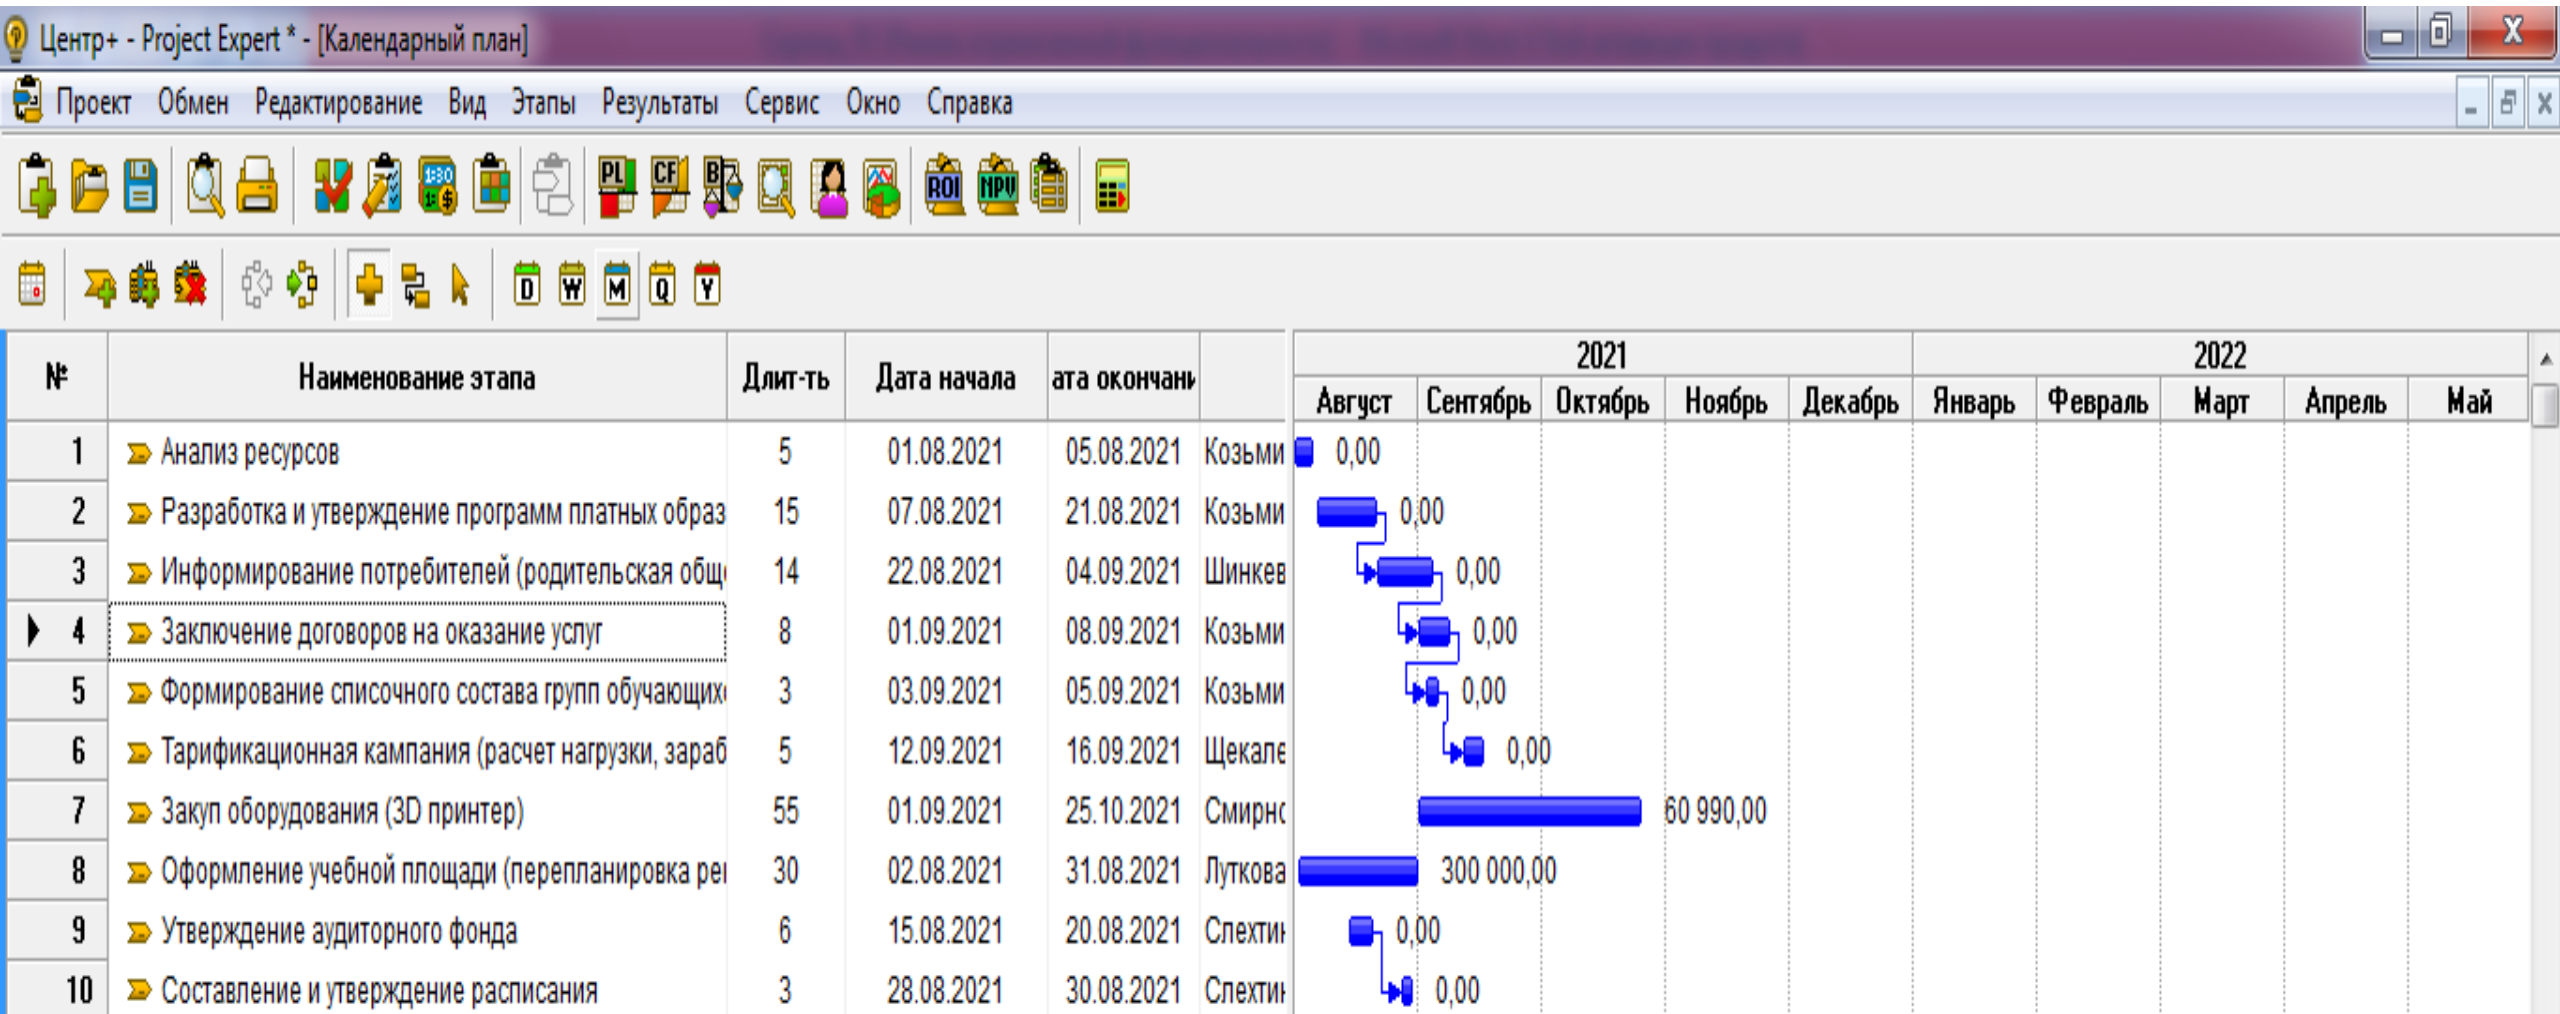 Центр+ - Project Expert * - [Календарный план]
Проект Обмен Редактирование Вид Этапы Результаты Сервис Окно Справка
1:30 1:$ PL CF B ROI NPV
D W M Q Y
№ Наименование этапа Длит-ть Дата начала ата окончани 2021 2022
Август Сентябрь Октябрь Ноябрь Декабрь Январь Февраль Март Апрель Май
1 Анализ ресурсов 5 01.08.2021 05.08.2021 Козьми 0,00
2 Разработка и утверждение программ платных образ 15 07.08.2021 21.08.2021 Козьми 0,00
3 Информирование потребителей (родительская общ 14 22.08.2021 04.09.2021 Шинкев 0,00
4 Заключение договоров на оказание услуг 8 01.09.2021 08.09.2021 Козьми 0,00
5 Формирование списочного состава групп обучающих 3 03.09.2021 05.09.2021 Козьми 0,00
6 Тарификационная кампания (расчет нагрузки, зараб 5 12.09.2021 16.09.2021 Щекале 0,00
7 Закуп оборудования (3D принтер) 55 01.09.2021 25.10.2021 Смирно 60 990,00
8 Оформление учебной площади (перепланировка ре 30 02.08.2021 31.08.2021 Луткова 300 000,00
9 Утверждение аудиторного фонда 6 15.08.2021 20.08.2021 Слехтин 0,00
10 Составление и утверждение расписания 3 28.08.2021 30.08.2021 Слехтин 0,00